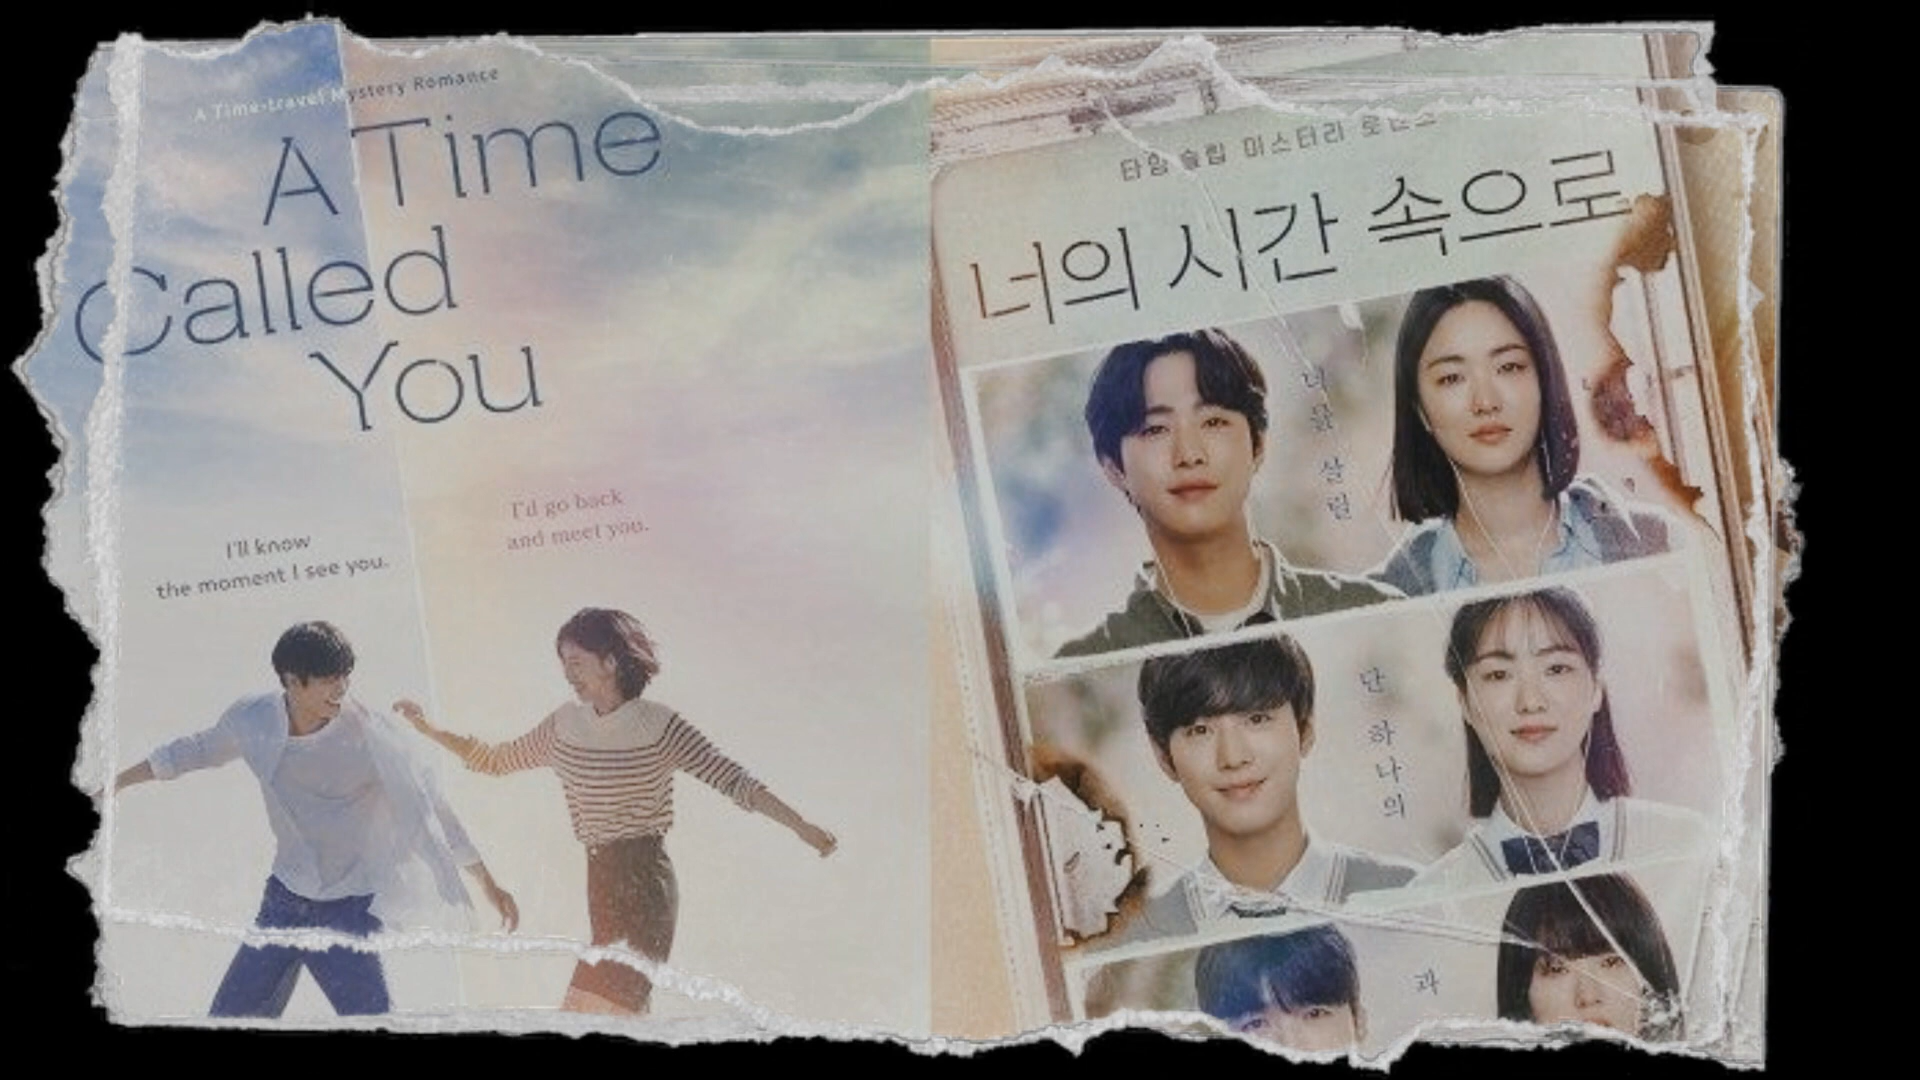 A Time-travel Mystery Romance
A Time
Called
You
I'll know
the moment I see you.
I'd go back
and meet you.
타임 슬립 미스터리 로맨스
너의 시간 속으로
너를 살릴
단 하나의
과